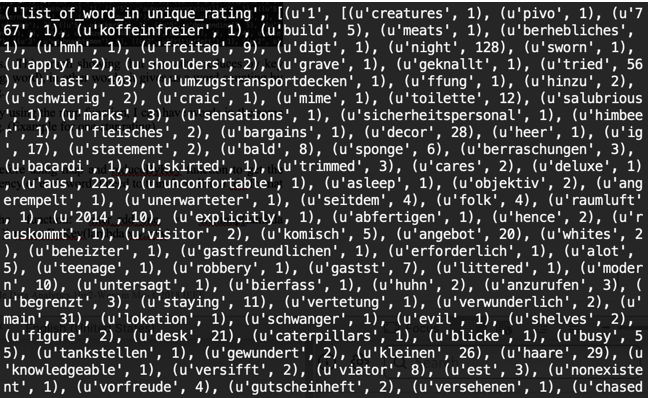 ('list_of_word_in unique_rating', [(u'1', [(u'creatures', 1), (u'pivo', 1), (u'7
67', 1), (u'koffeinfreier', 1), (u'build', 5), (u'meats', 1), (u'berhebliches',
1), (u'hmh', 1), (u'freitag', 9), (u'digt', 1), (u'night', 128), (u'sworn', 1),
(u'apply', 2), (u'shoulders', 2), (u'grave', 1), (u'geknallt', 1), (u'tried', 56
), (u'last', 103), (u'umzugstransportdecken', 1), (u'ffung', 1), (u'hinzu', 2),
(u'schwierig', 2), (u'craic', 1), (u'mime', 1), (u'toilette', 12), (u'salubrious
', 1), (u'marks', 1), (u'sensations', 1), (u'sicherheitspersonal', 1), (u'himbee
r', 1), (u'latches', 2), (u'bargains', 1), (u'decor', 28), (u'heer', 1), (u'ig
', 17), (u'statement', 2), (u'bald', 8), (u'sponge', 6), (u'berraschungen', 3),
(u'bacardi', 1), (u'skirted', 1), (u'trimmed', 3), (u'cares', 2), (u'deluxe', 1)
, (u'aus', 222), (u'unconfortable', 1), (u'asleep', 1), (u'objektiv', 2), (u'ang
erempelt', 1), (u'unerwarteter', 1), (u'seitdem', 4), (u'folk', 4), (u'raumluft'
, 1), (u'2014', 10), (u'explicitly', 1), (u'abfertigen', 1), (u'hence', 2), (u'r
auskommt', 1), (u'visitor', 2), (u'komisch', 5), (u'angebot', 20), (u'whites', 2
), (u'beheizter', 1), (u'gastfreundlichen', 1), (u'erforderlich', 1), (u'alot',
5), (u'teenage', 1), (u'robbery', 1), (u'gastst', 7), (u'littered', 1), (u'moder
n', 10), (u'untersagt', 1), (u'bierfass', 1), (u'huhn', 2), (u'anzurufen', 3), (
u'begrenzt', 3), (u'staying', 11), (u'vertetung', 1), (u'verwunderlich', 2), (u'
main', 31), (u'lokation', 1), (u'schwanger', 1), (u'evil', 1), (u'shelves', 2),
(u'figure', 2), (u'desk', 21), (u'caterpillars', 1), (u'blicke', 1), (u'busy', 5
5), (u'tankstellen', 1), (u'gewundert', 2), (u'kleinen', 26), (u'haare', 29), (u
'knowledgeable', 1), (u'versifft', 2), (u'viator', 8), (u'est', 3), (u'nonexiste
nt', 1), (u'vorfreude', 4), (u'gutscheinheft', 2), (u'versehenen', 1), (u'chased